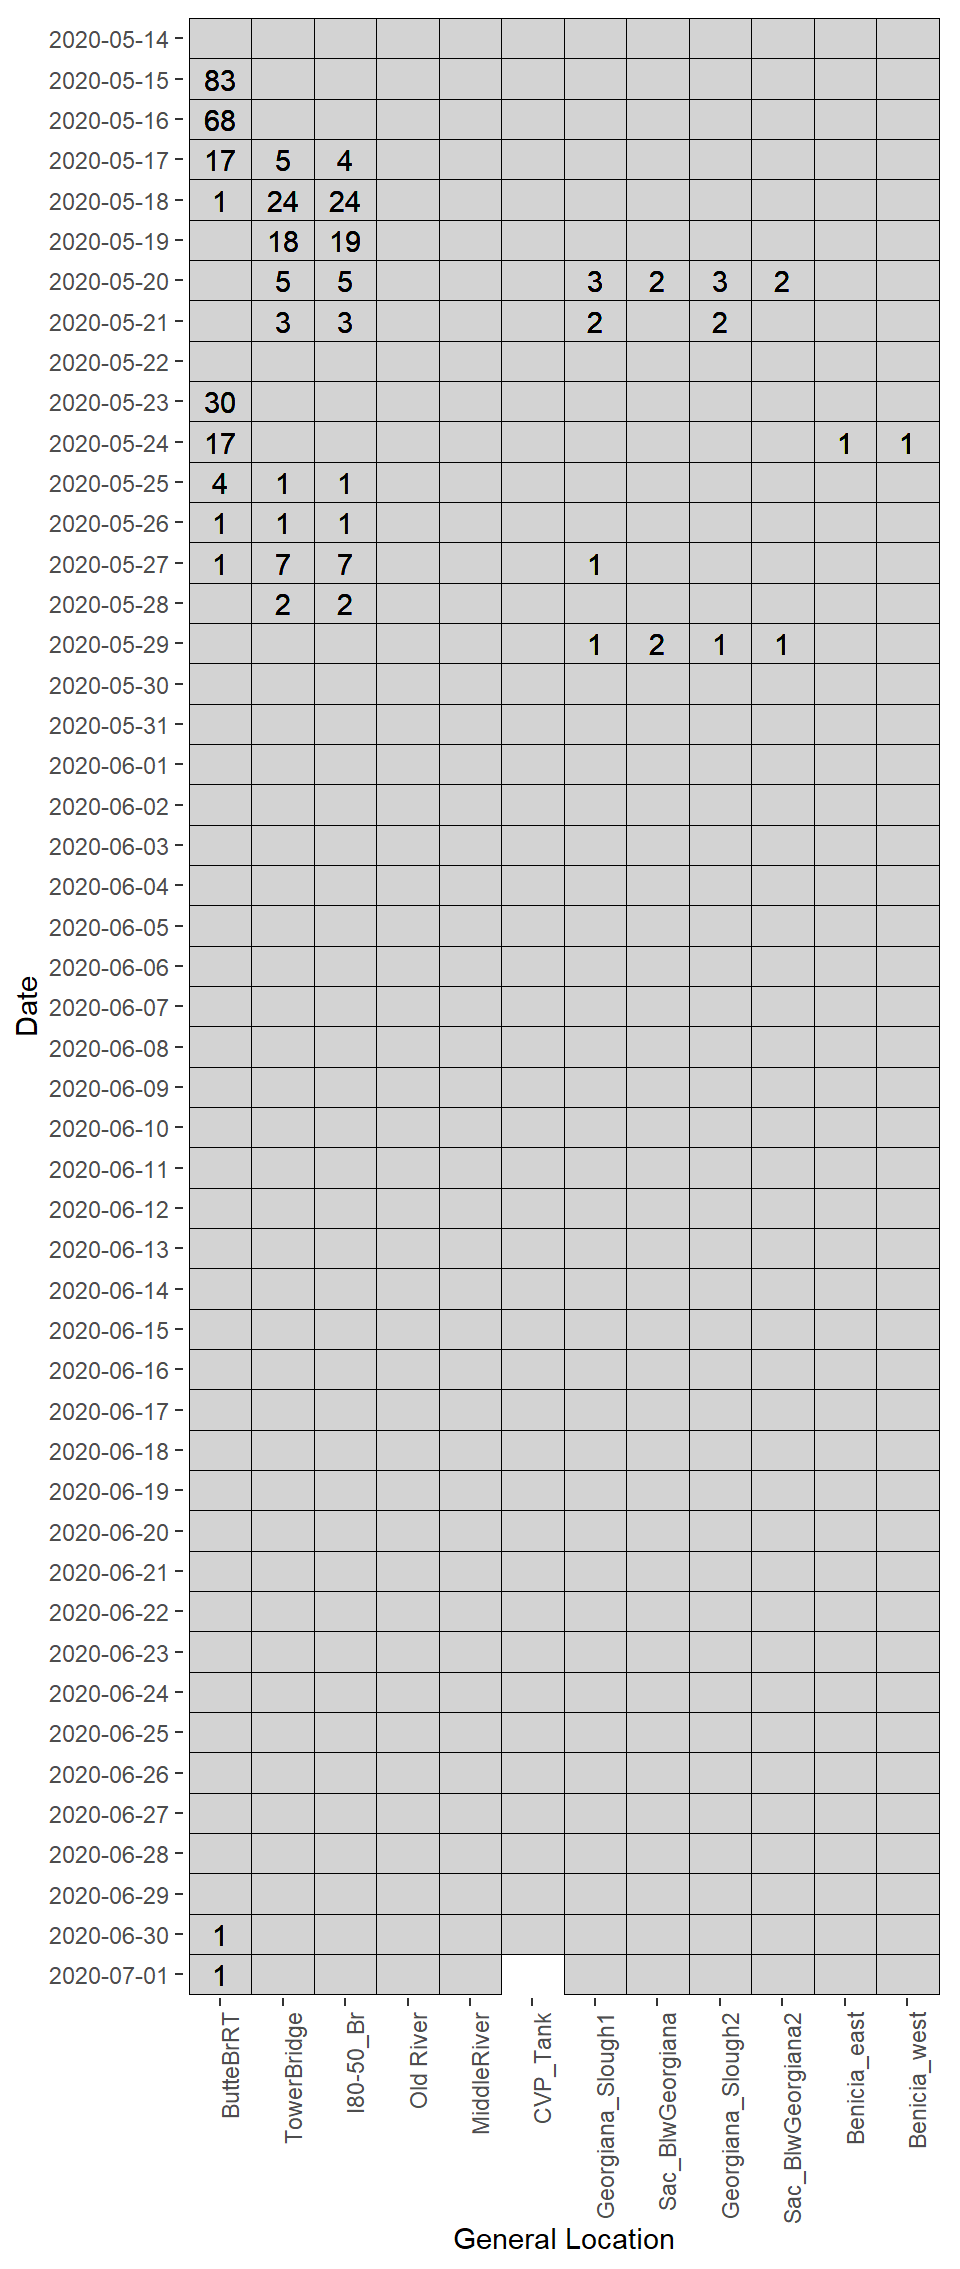 2020-05-14
2020-05-15 83
2020-05-16 68
2020-05-17 17 5 4
2020-05-18 1 24 24
2020-05-19 18 19
2020-05-20 5 5 3 2 3 2
2020-05-21 3 3 2 2
2020-05-22
2020-05-23 30
2020-05-24 17 1 1
2020-05-25 4 1 1
2020-05-26 1 1 1
2020-05-27 1 7 7 1
2020-05-28 2 2
2020-05-29 1 2 1 1
2020-05-30
2020-05-31
2020-06-01
2020-06-02
2020-06-03
2020-06-04
2020-06-05
2020-06-06
2020-06-07
2020-06-08
2020-06-09
2020-06-10
2020-06-11
2020-06-12
2020-06-13
2020-06-14
2020-06-15
2020-06-16
2020-06-17
2020-06-18
2020-06-19
2020-06-20
2020-06-21
2020-06-22
2020-06-23
2020-06-24
2020-06-25
2020-06-26
2020-06-27
2020-06-28
2020-06-29
2020-06-30 1
2020-07-01 1
Date
ButteBrRT
TowerBridge
I80-50_Br
Old River
MiddleRiver
CVP_Tank
Georgiana_Slough1
Sac_BlwGeorgiana
Georgiana_Slough2
Sac_BlwGeorgiana2
Benicia_east
Benicia_west
General Location